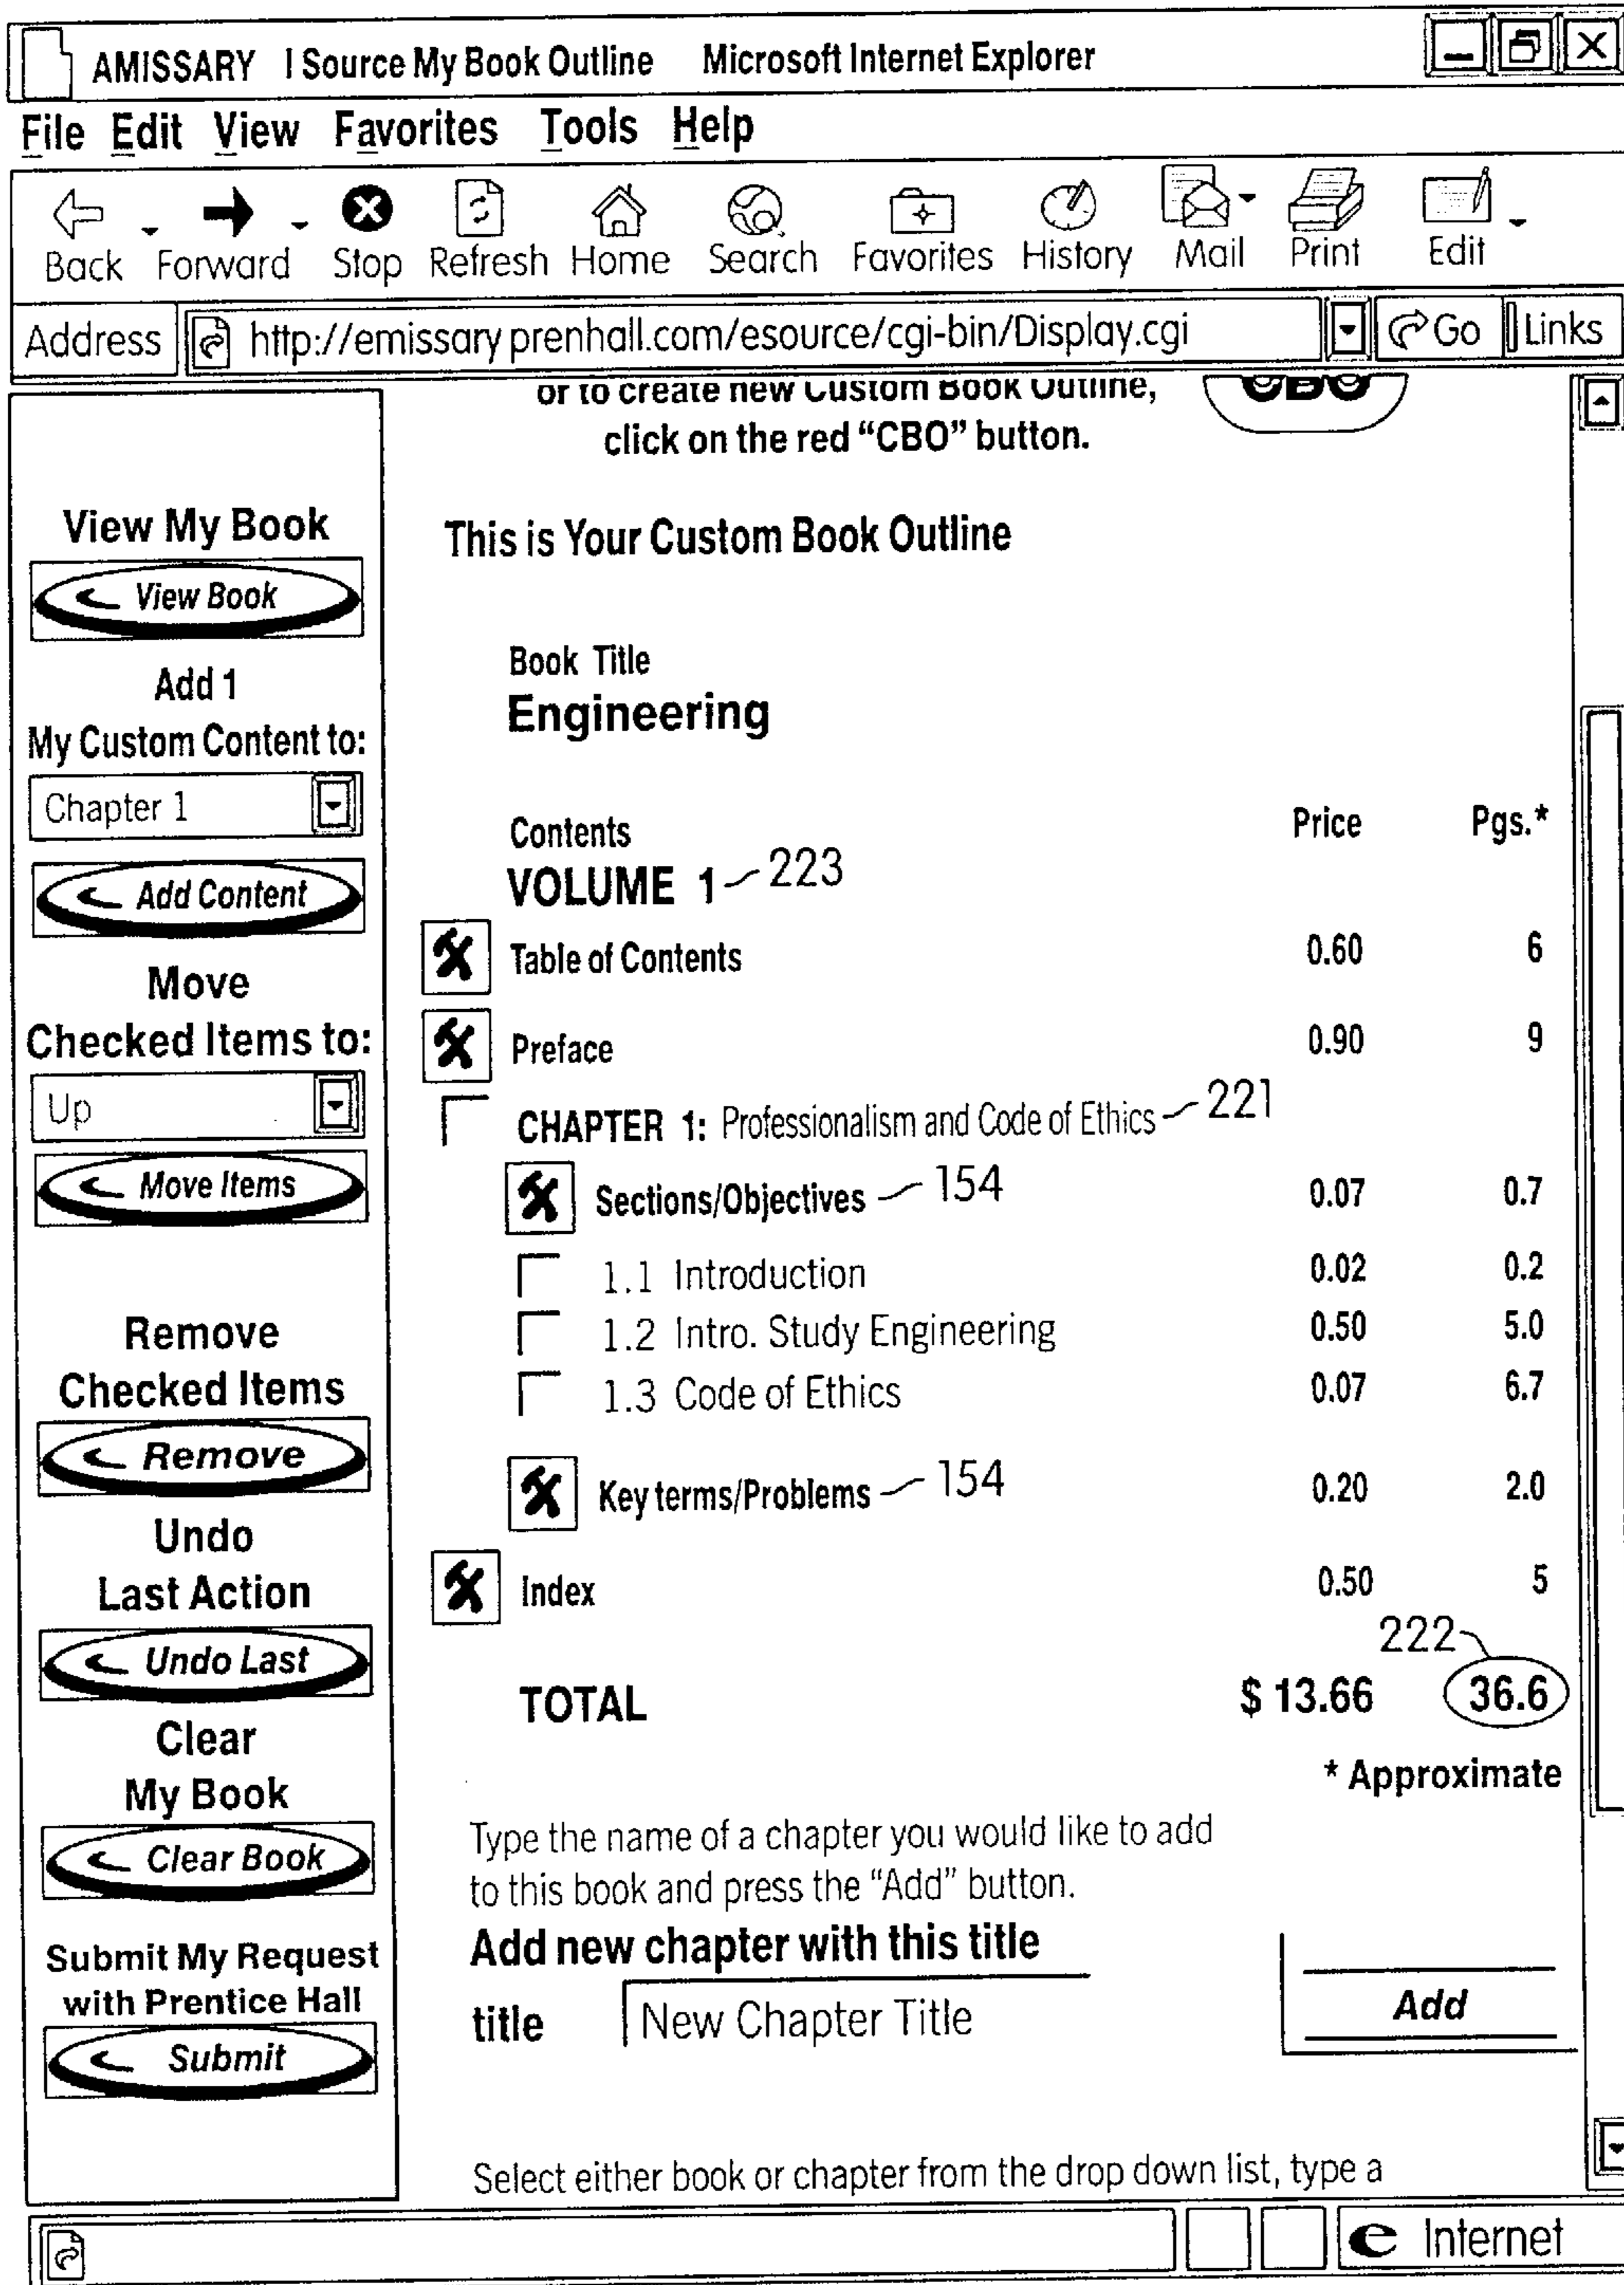 AMISSARY I Source My Book Outline Microsoft Internet Explorer
File Edit View Favorites Tools Help
Back Forward Stop Refresh Home Search Favorites History Mail Print Edit
Address http://emissary prenhall.com/esource/cgi-bin/Display.cgi Go Links
or to create new Custom Book Outline, CBO
click on the red “CBO” button.
View My Book
View Book
Add 1
My Custom Content to:
Chapter 1
Add Content
Move
Checked Items to:
Up
Move Items
Remove
Checked Items
Remove
Undo
Last Action
Undo Last
Clear
My Book
Clear Book
Submit My Request
with Prentice Hall
Submit
This is Your Custom Book Outline
Book Title
Engineering
Contents Price Pgs.*
VOLUME 1 223
Table of Contents 0.60 6
Preface 0.90 9
CHAPTER 1: Professionalism and Code of Ethics 221
Sections/Objectives 154 0.07 0.7
1.1 Introduction 0.02 0.2
1.2 Intro. Study Engineering 0.50 5.0
1.3 Code of Ethics 0.07 6.7
Key terms/Problems 154 0.20 2.0
Index 0.50 5
222
TOTAL $ 13.66 36.6
* Approximate
Type the name of a chapter you would like to add
to this book and press the “Add” button.
Add new chapter with this title
title New Chapter Title Add
Select either book or chapter from the drop down list, type a
e Internet